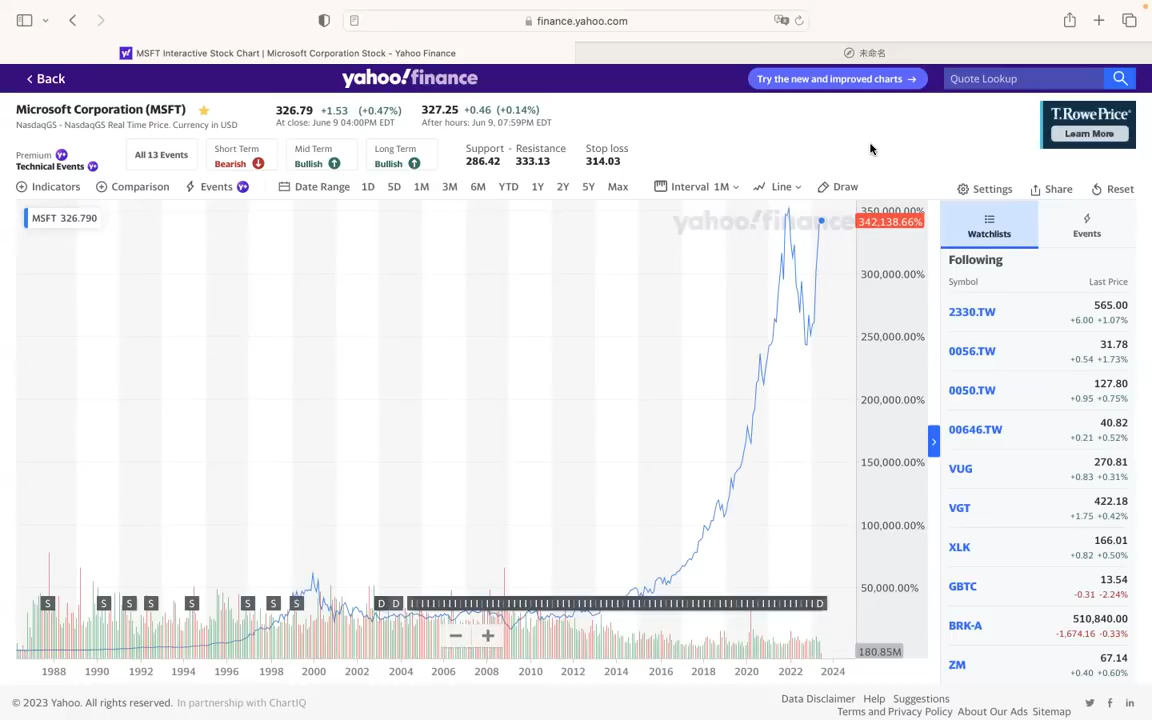 finance.yahoo.com
MSFT Interactive Stock Chart | Microsoft Corporation Stock - Yahoo Finance
未命名
Back
yahoo!finance
Try the new and improved charts →
Quote Lookup
Microsoft Corporation (MSFT)
NasdaqGS - NasdaqGS Real Time Price. Currency in USD
326.79 +1.53 (+0.47%)
At close: June 9 04:00PM EDT
327.25 +0.46 (+0.14%)
After hours: Jun 9, 07:59PM EDT
T.RowePrice
Learn More
Premium Y+
Technical Events Y+
All 13 Events
Short Term
Bearish
Mid Term
Bullish
Long Term
Bullish
Support - Resistance
286.42 333.13
Stop loss
314.03
Indicators Comparison Events Y+ Date Range 1D 5D 1M 3M 6M YTD 1Y 2Y 5Y Max Interval 1M Line Draw Settings Share Reset
MSFT 326.790
yahoo!finance
350,000.00%
342,138.66%
300,000.00%
250,000.00%
200,000.00%
150,000.00%
100,000.00%
50,000.00%
180.85M
S S S S S S S S D D D
1988 1990 1992 1994 1996 1998 2000 2002 2004 2006 2008 2010 2012 2014 2016 2018 2020 2022 2024
Watchlists
Events
Following
Symbol Last Price
2330.TW 565.00
+6.00 +1.07%
0056.TW 31.78
+0.54 +1.73%
0050.TW 127.80
+0.95 +0.75%
00646.TW 40.82
+0.21 +0.52%
VUG 270.81
+0.83 +0.31%
VGT 422.18
+1.75 +0.42%
XLK 166.01
+0.82 +0.50%
GBTC 13.54
-0.31 -2.24%
BRK-A 510,840.00
-1,674.16 -0.33%
ZM 67.14
+0.40 +0.60%
© 2023 Yahoo. All rights reserved. In partnership with ChartIQ
Data Disclaimer Help Suggestions
Terms and Privacy Policy About Our Ads Sitemap